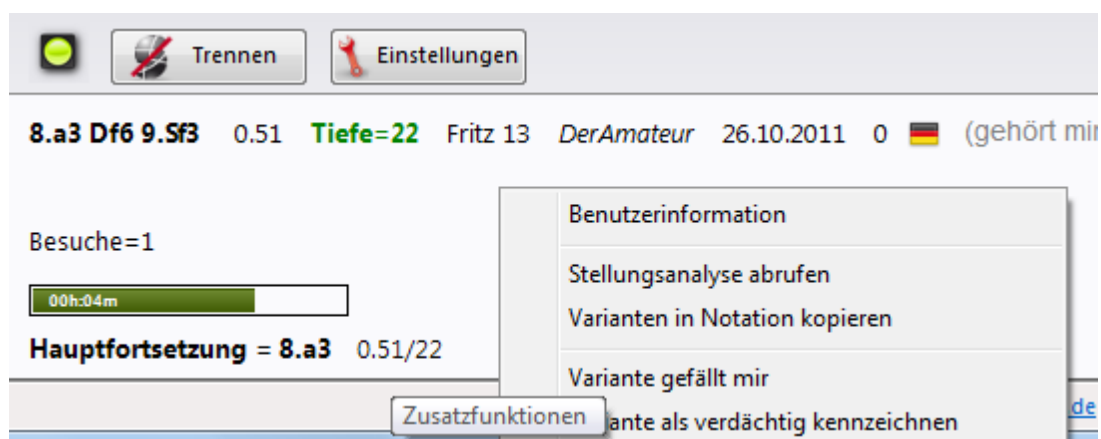 Trennen Einstellungen
8.a3 Df6 9.Sf3 0.51 Tiefe=22 Fritz 13 DerAmateur 26.10.2011 0 (gehört
Benutzerinformation
Besuche=1
Stellungsanalyse abrufen
00h:04m
Varianten in Notation kopieren
Hauptfortsetzung = 8.a3 0.51/22
Variante gefällt mir
Zusatzfunktionen
als verdächtig kennzeichnen
de